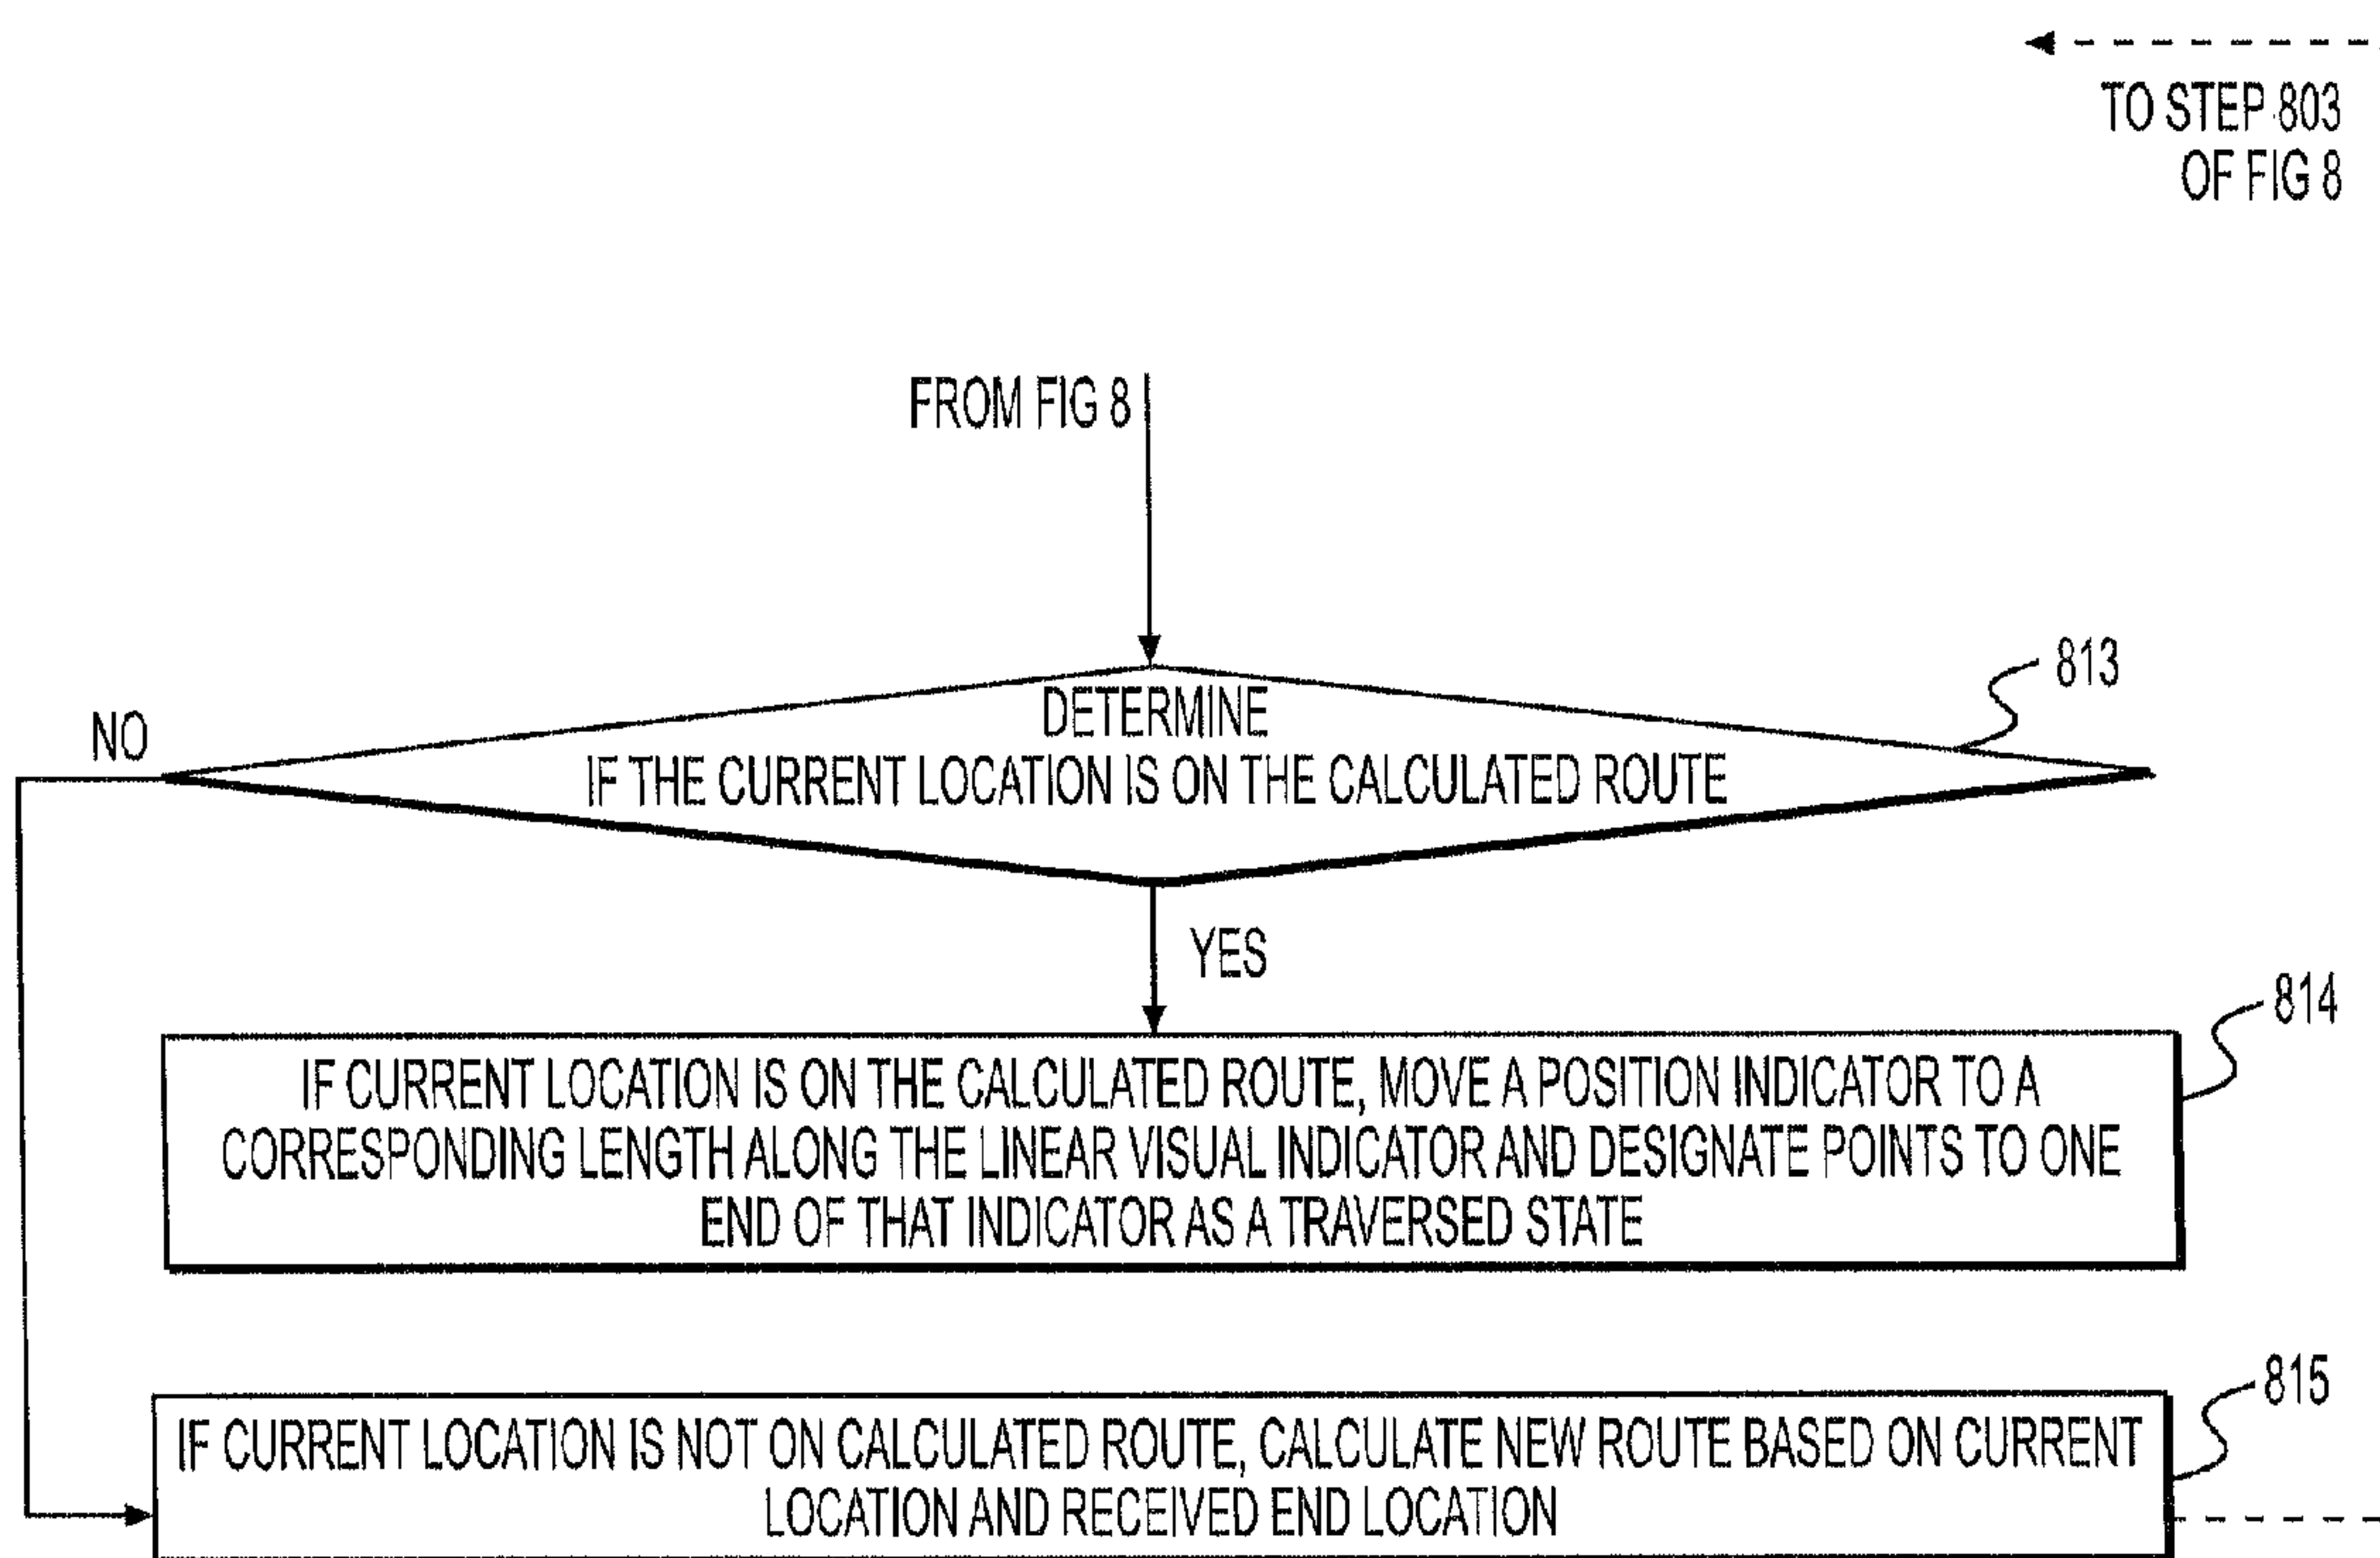 TO STEP 803
OF FIG 8
FROM FIG 8
813
DETERMINE
IF THE CURRENT LOCATION IS ON THE CALCULATED ROUTE
NO
YES
814
IF CURRENT LOCATION IS ON THE CALCULATED ROUTE, MOVE A POSITION INDICATOR TO A
CORRESPONDING LENGTH ALONG THE LINEAR VISUAL INDICATOR AND DESIGNATE POINTS TO ONE
END OF THAT INDICATOR AS A TRAVERSED STATE
815
IF CURRENT LOCATION IS NOT ON CALCULATED ROUTE, CALCULATE NEW ROUTE BASED ON CURRENT
LOCATION AND RECEIVED END LOCATION